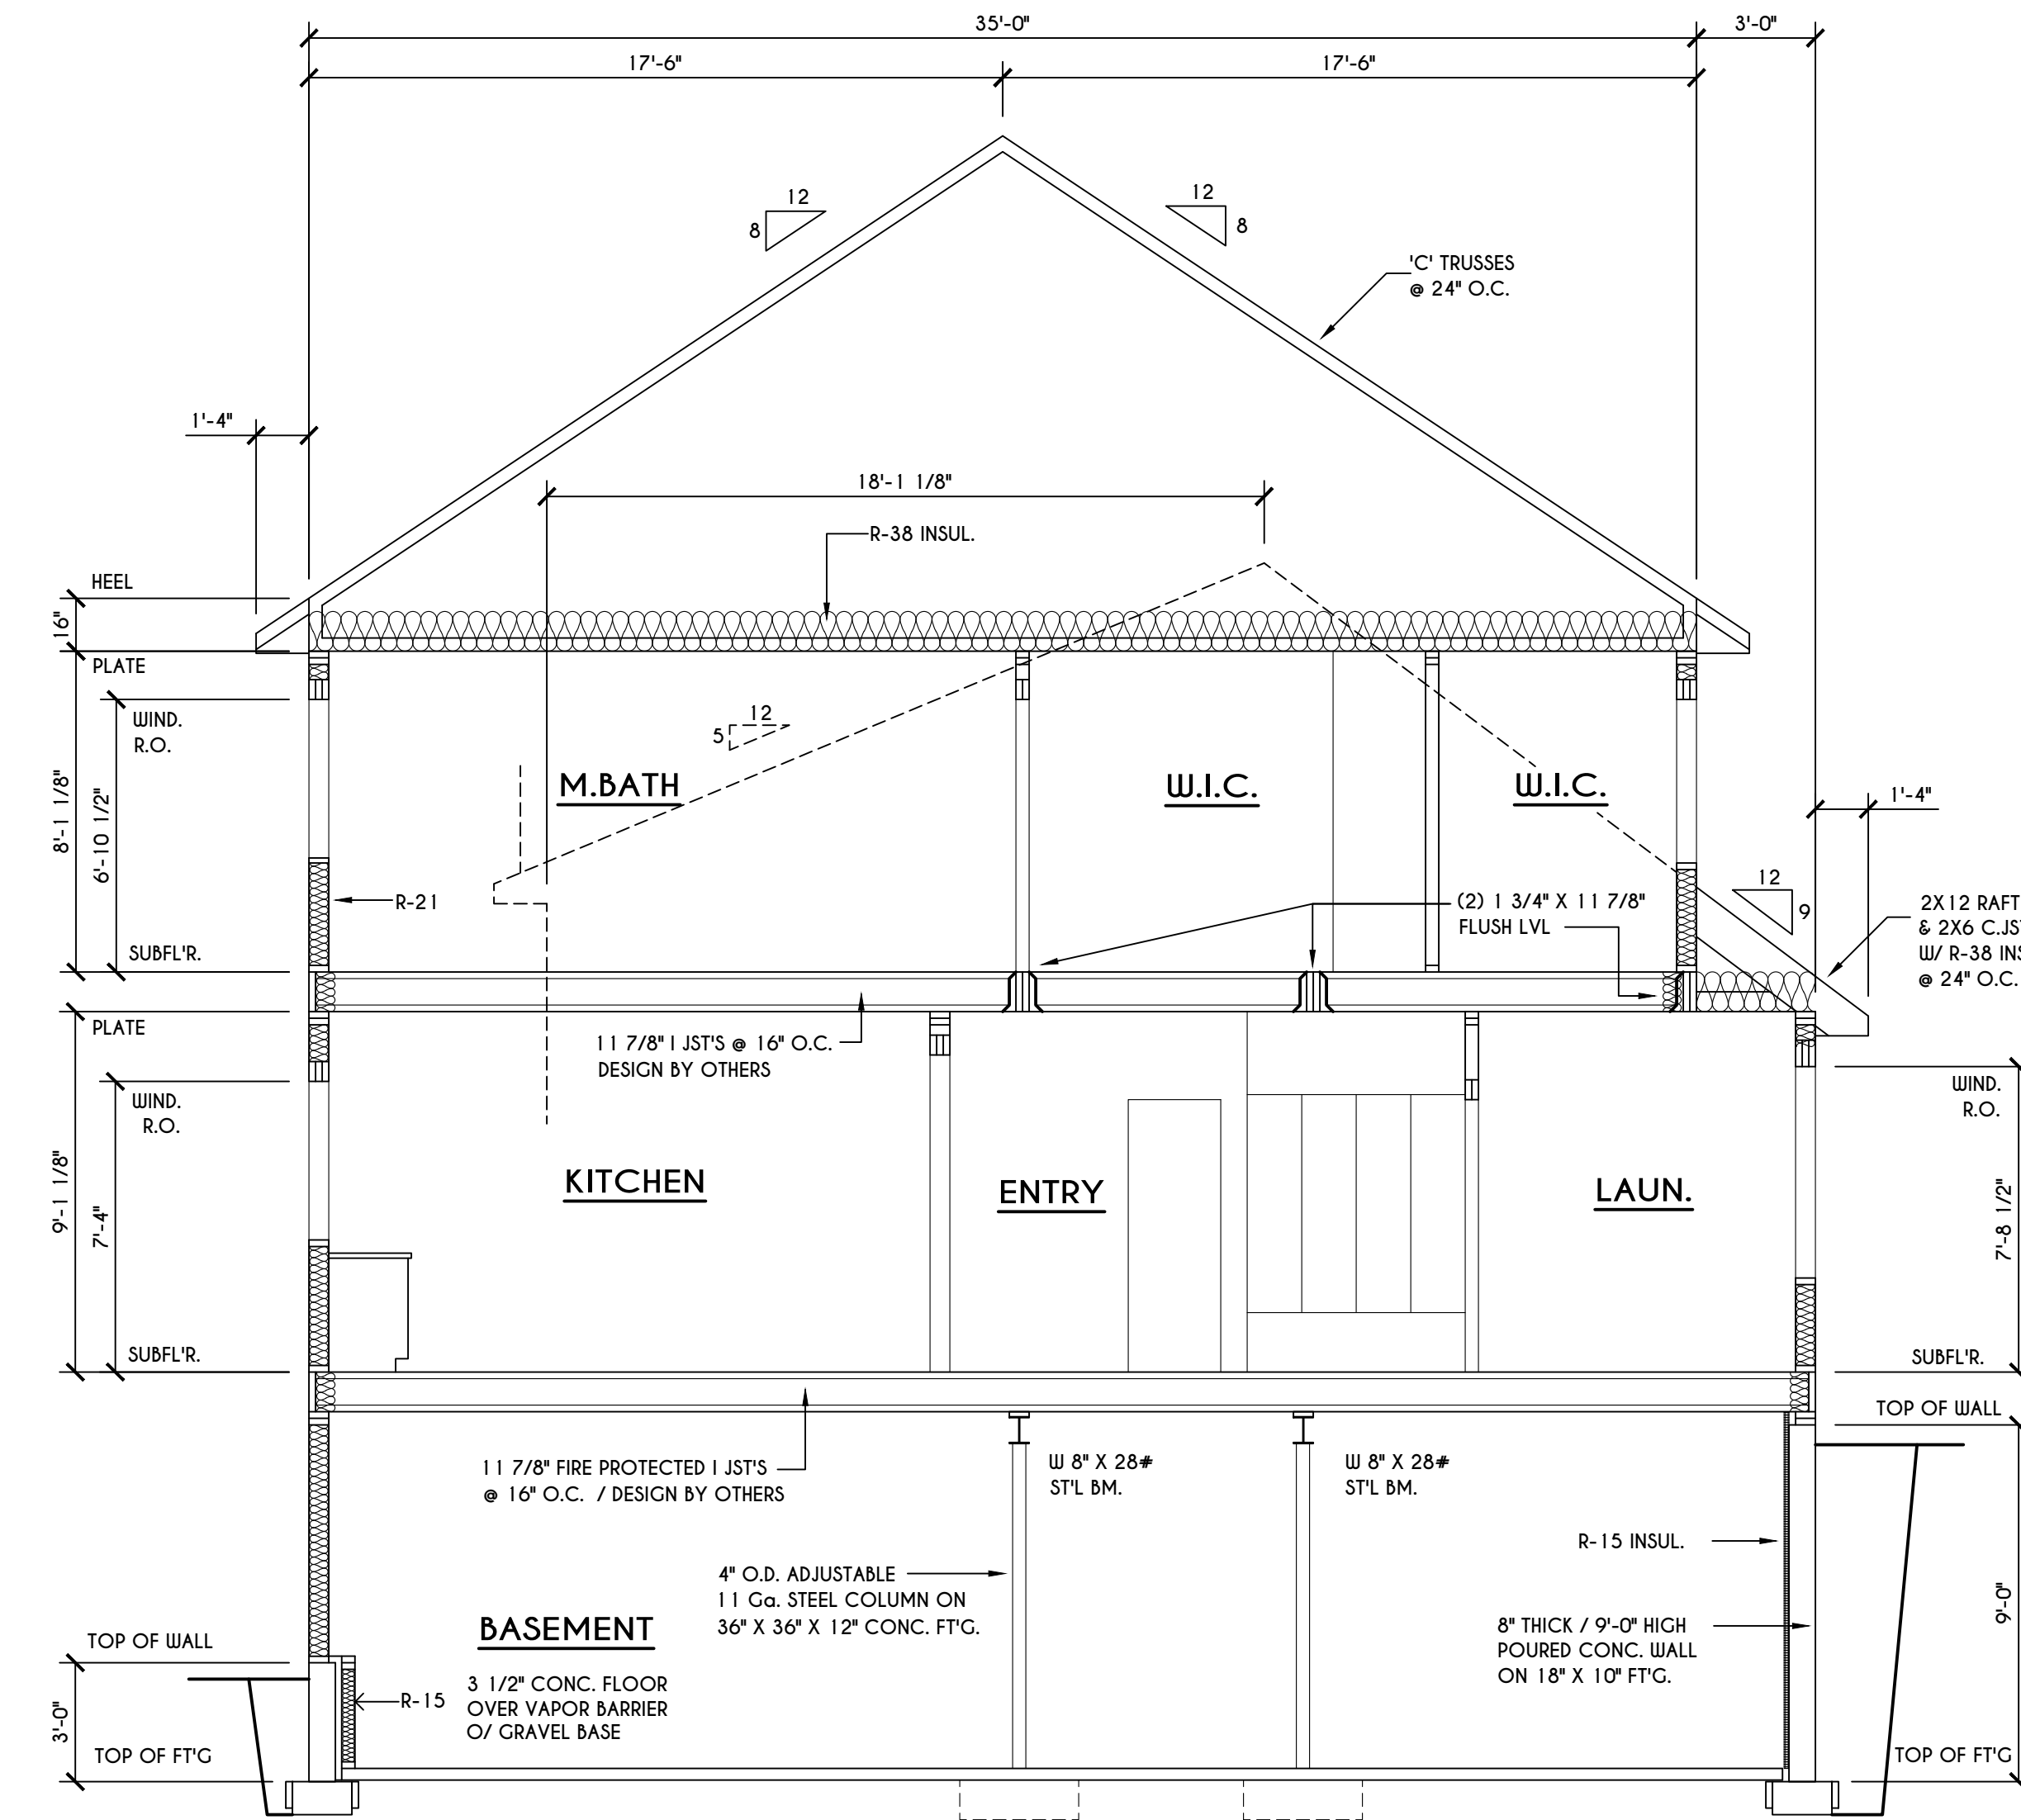 35'-0"
3'-0"
17'-6"
17'-6"
12
8
12
8
'C' TRUSSES
@ 24" O.C.
1'-4"
18'-1 1/8"
R-38 INSUL.
HEEL
16"
PLATE
WIND.
R.O.
8'-1 1/8"
6'-10 1/2"
12
5
M.BATH
W.I.C.
W.I.C.
1'-4"
R-21
12
9
(2) 1 3/4" X 11 7/8"
FLUSH LVL
2X12 RAFT
& 2X6 C.JS
W/ R-38 INS
@ 24" O.C.
SUBFL'R.
PLATE
11 7/8" I JST'S @ 16" O.C.
DESIGN BY OTHERS
WIND.
R.O.
WIND.
R.O.
9'-1 1/8"
7'-4"
KITCHEN
ENTRY
LAUN.
7'-8 1/2"
SUBFL'R.
SUBFL'R.
TOP OF WALL
11 7/8" FIRE PROTECTED I JST'S
@ 16" O.C. / DESIGN BY OTHERS
W 8" X 28#
ST'L BM.
W 8" X 28#
ST'L BM.
R-15 INSUL.
4" O.D. ADJUSTABLE
11 Ga. STEEL COLUMN ON
36" X 36" X 12" CONC. FT'G.
9'-0"
BASEMENT
8" THICK / 9'-0" HIGH
POURED CONC. WALL
ON 18" X 10" FT'G.
TOP OF WALL
3 1/2" CONC. FLOOR
OVER VAPOR BARRIER
O/ GRAVEL BASE
R-15
3'-0"
TOP OF FT'G
TOP OF FT'G